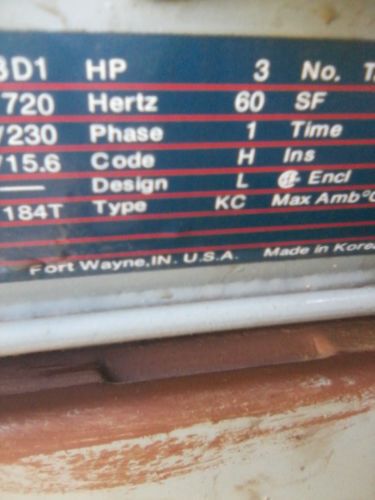 3D1 HP 3 No. T
720 Hertz 60 SF
/230 Phase 1 Time
/15.6 Code H Ins
— Design L Encl
184T Type KC Max Amb°C
Fort Wayne, IN. U.S.A. Made in Korea